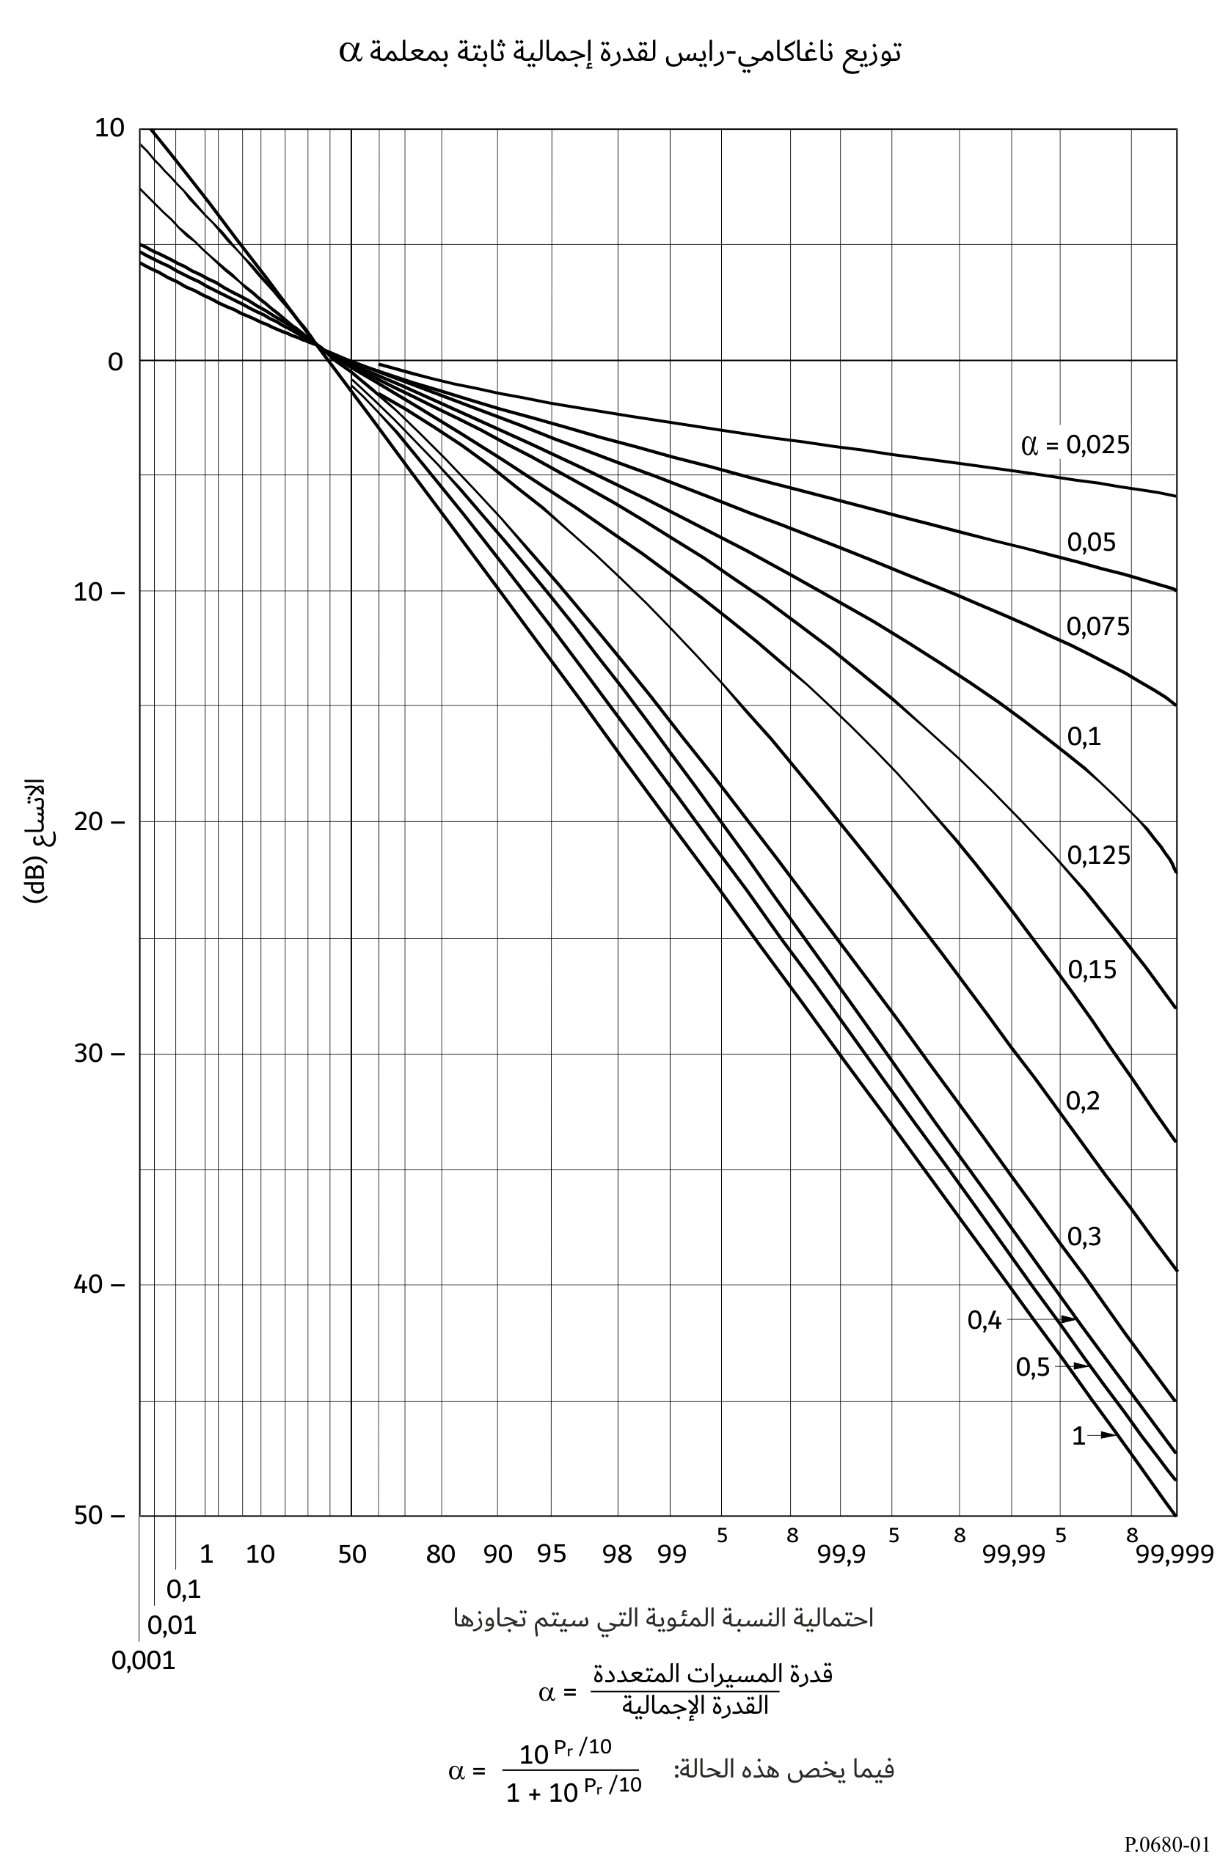 توزيع ناغاكامي-رايس لقدرة إجمالية ثابتة بمعلمة α
10
0
10 –
20 –
30 –
40 –
50 –
الاتساع (dB)
α = 0,025
0,05
0,075
0,1
0,125
0,15
0,2
0,3
0,4
0,5
1
5 8 5 8 5 8
1 10 50 80 90 95 98 99 99,9 99,99 99,999
0,1
0,01
0,001
احتمالية النسبة المئوية التي سيتم تجاوزها
α = قدرة المسيرات المتعددة
القدرة الإجمالية
فيما يخص هذه الحالة: α = 10 Pr /10
1 + 10 Pr /10
P.0680-01